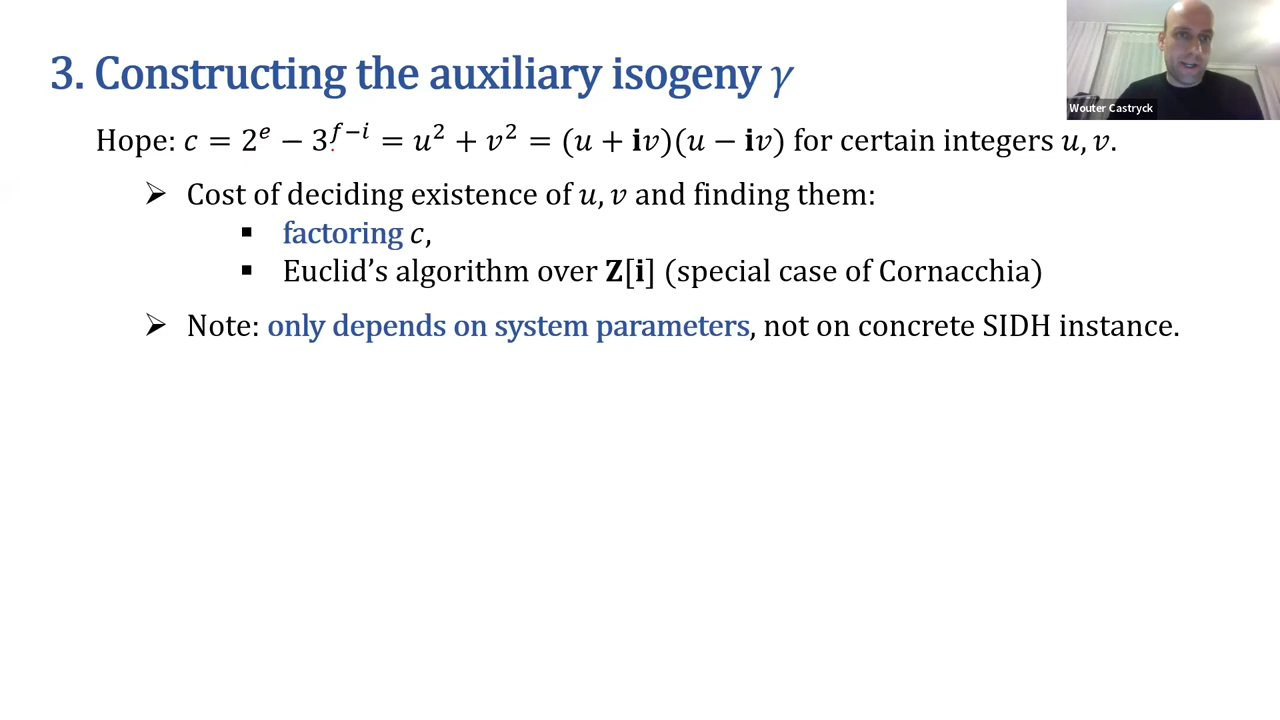 3. Constructing the auxiliary isogeny γ
Wouter Castryck
Hope: c = 2^e − 3^{f−i} = u² + v² = (u + iv)(u − iv) for certain integers u, v.
➢ Cost of deciding existence of u, v and finding them:
▪ factoring c,
▪ Euclid’s algorithm over Z[i] (special case of Cornacchia)
➢ Note: only depends on system parameters, not on concrete SIDH instance.